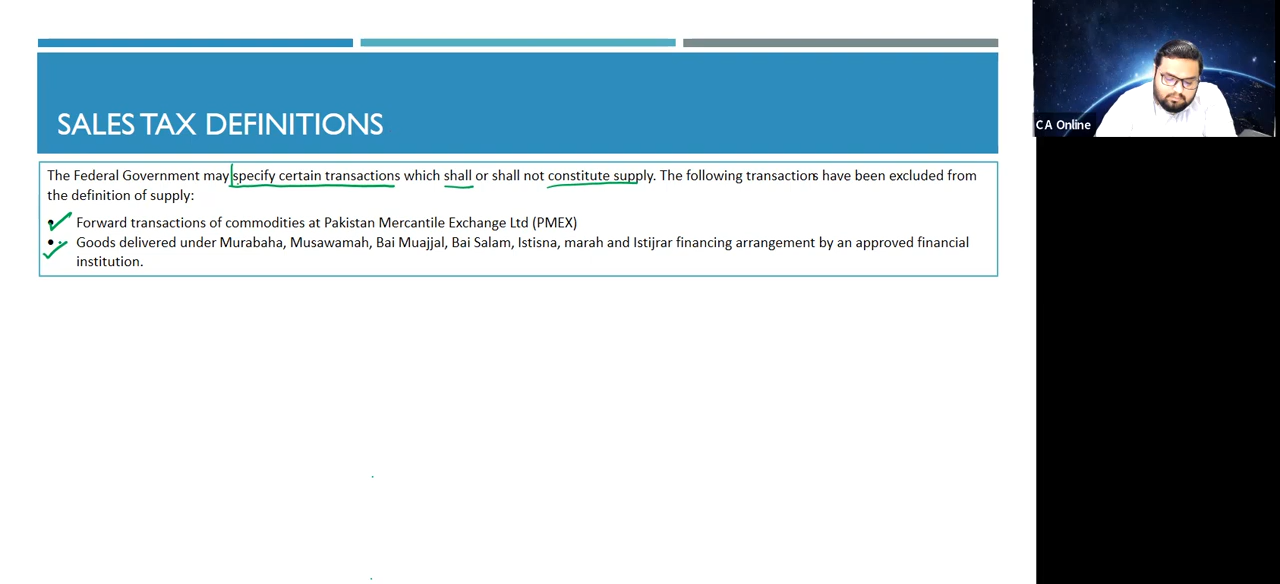 SALES TAX DEFINITIONS
The Federal Government may specify certain transactions which shall or shall not constitute supply. The following transactions have been excluded from
the definition of supply:
• Forward transactions of commodities at Pakistan Mercantile Exchange Ltd (PMEX)
• Goods delivered under Murabaha, Musawamah, Bai Muajjal, Bai Salam, Istisna, marah and Istijrar financing arrangement by an approved financial
institution.
C A Online